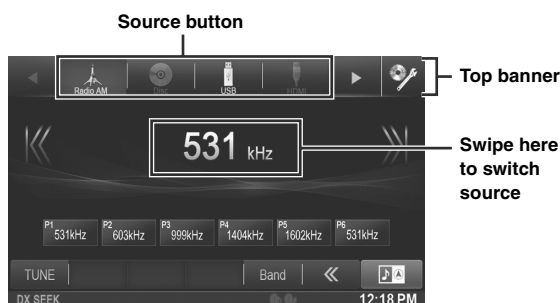 Source button
Radio AM Disc USB HDMI
Top banner
531 kHz
Swipe here
to switch
source
P1 531kHz P2 603kHz P3 999kHz P4 1404kHz P5 1602kHz P6 531kHz
TUNE Band
DX SEEK 12:18 PM